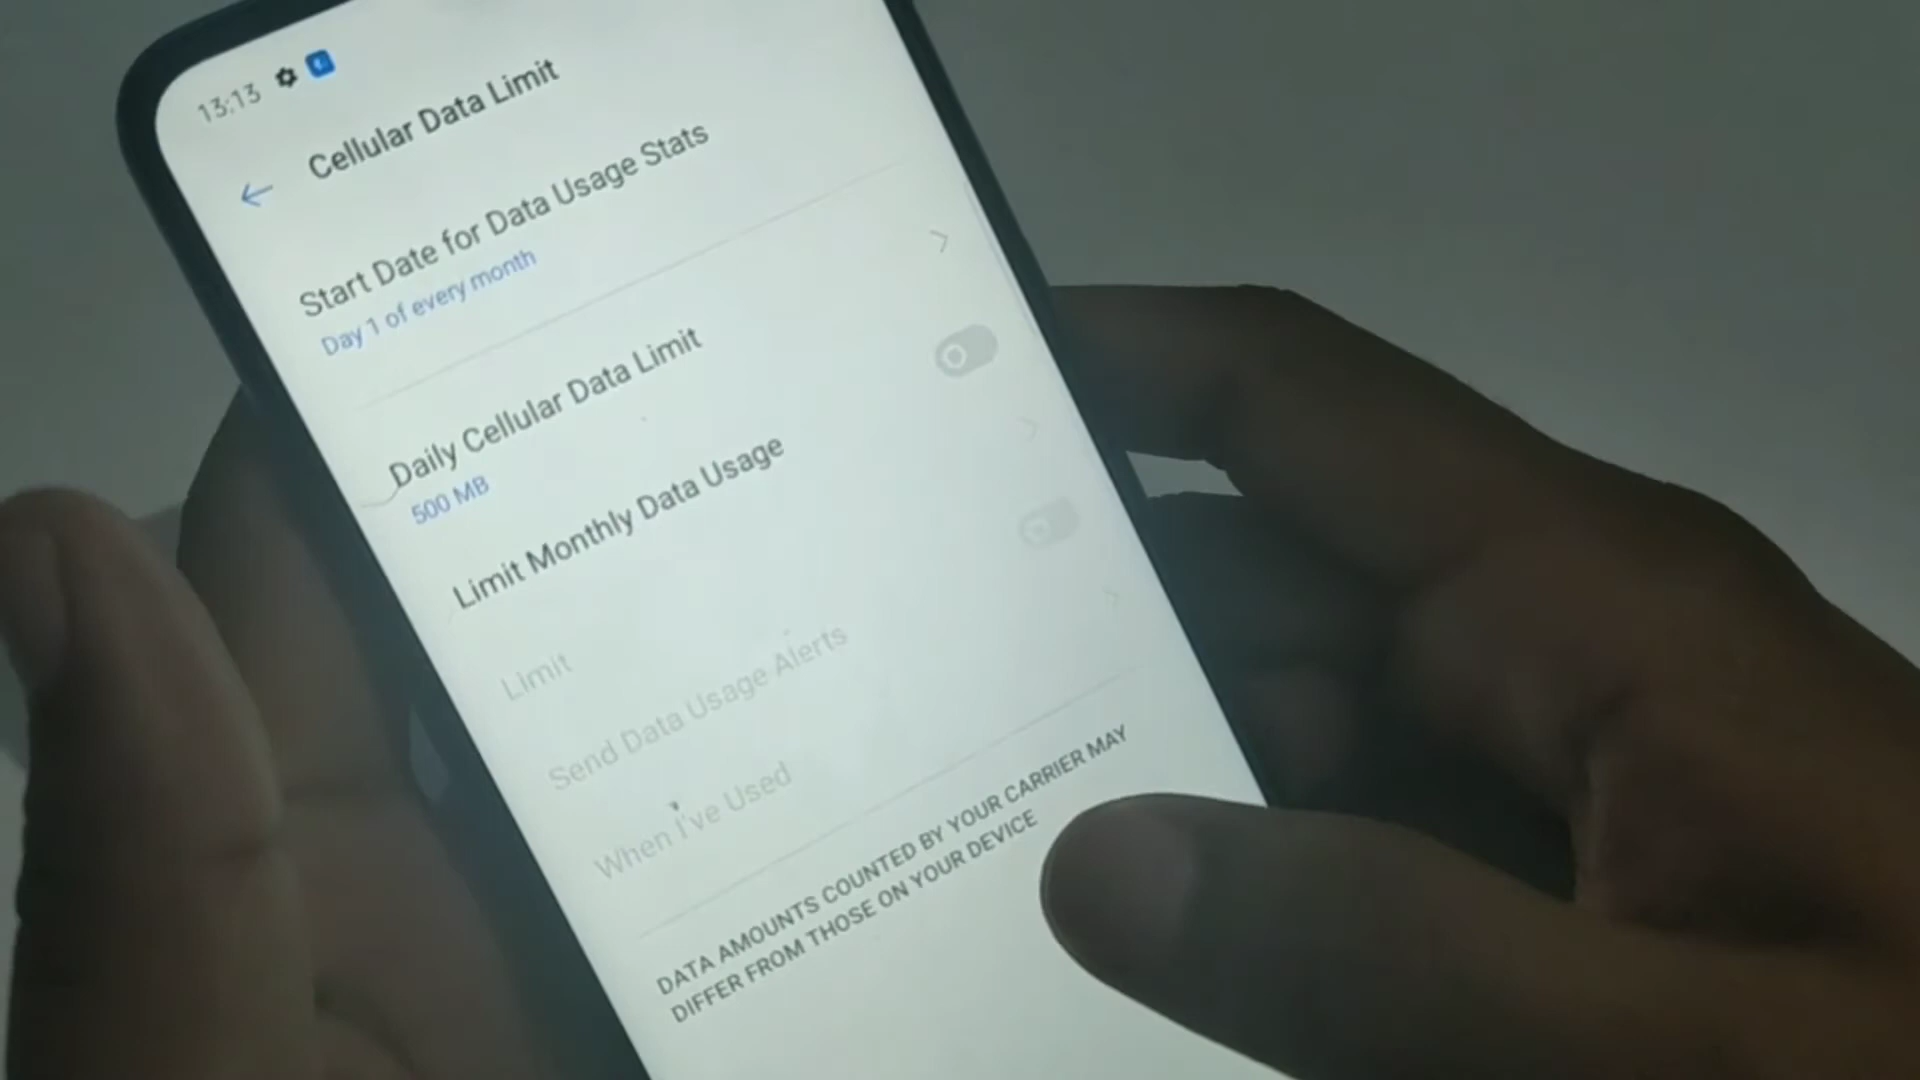 13:13
Cellular Data Limit
Start Date for Data Usage Stats
Day 1 of every month
Daily Cellular Data Limit
500 MB
Limit Monthly Data Usage
Limit
Send Data Usage Alerts
When I've Used
DATA AMOUNTS COUNTED BY YOUR CARRIER MAY
DIFFER FROM THOSE ON YOUR DEVICE